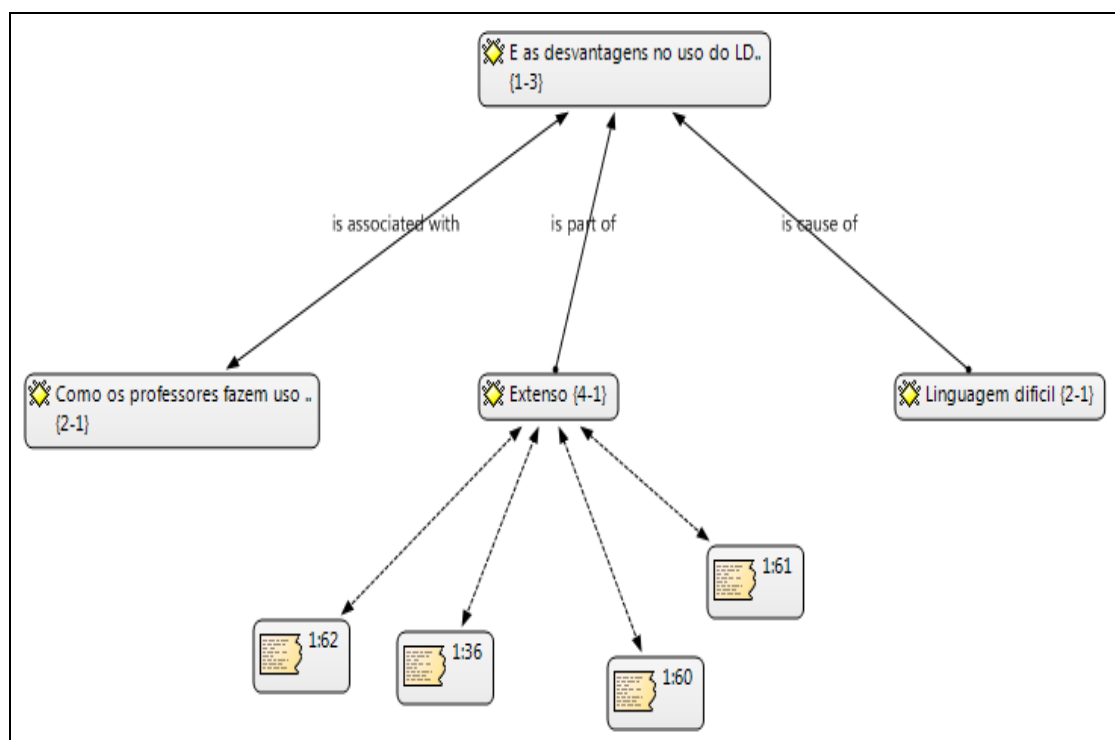 E as desvantagens no uso do LD..
{1-3}
is associated with
is part of
is cause of
Como os professores fazem uso ..
{2-1}
Extenso {4-1}
Linguagem dificil {2-1}
1:61
1:62
1:36
1:60